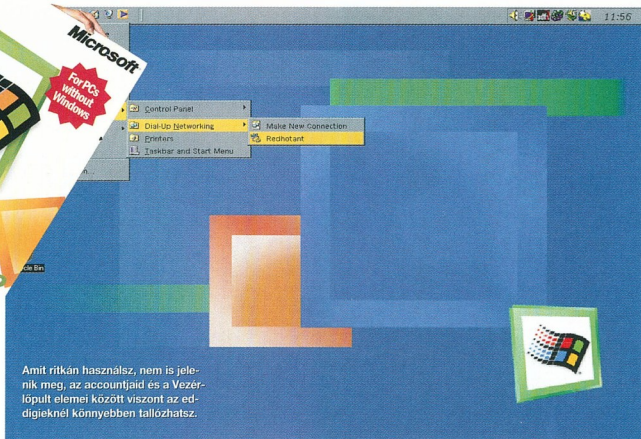 11:56
Microsoft
For PCs
without
Windows
Control Panel
Dial-Up Networking
Make New Connection
Printers
Redhotant
Taskbar and Start Menu
n...
cle Bin
Amit ritkán használsz, nem is jele-
nik meg, az accountjaid és a Vezér-
lőpult elemei között viszont az ed-
digieknél könnyebben tallózhatsz.